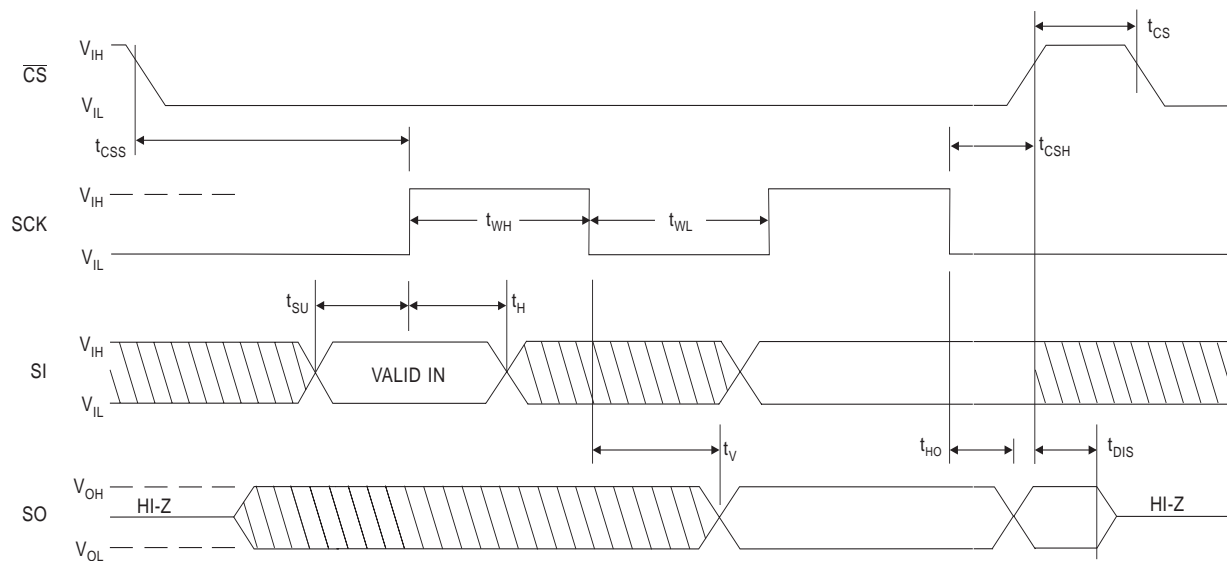 t_CS
V_IH
C̅S̅
V_IL
t_CSS
t_CSH
V_IH
SCK
t_WH
t_WL
V_IL
t_SU
t_H
V_IH
SI
VALID IN
V_IL
t_V
t_HO
t_DIS
V_OH
HI-Z
HI-Z
SO
V_OL